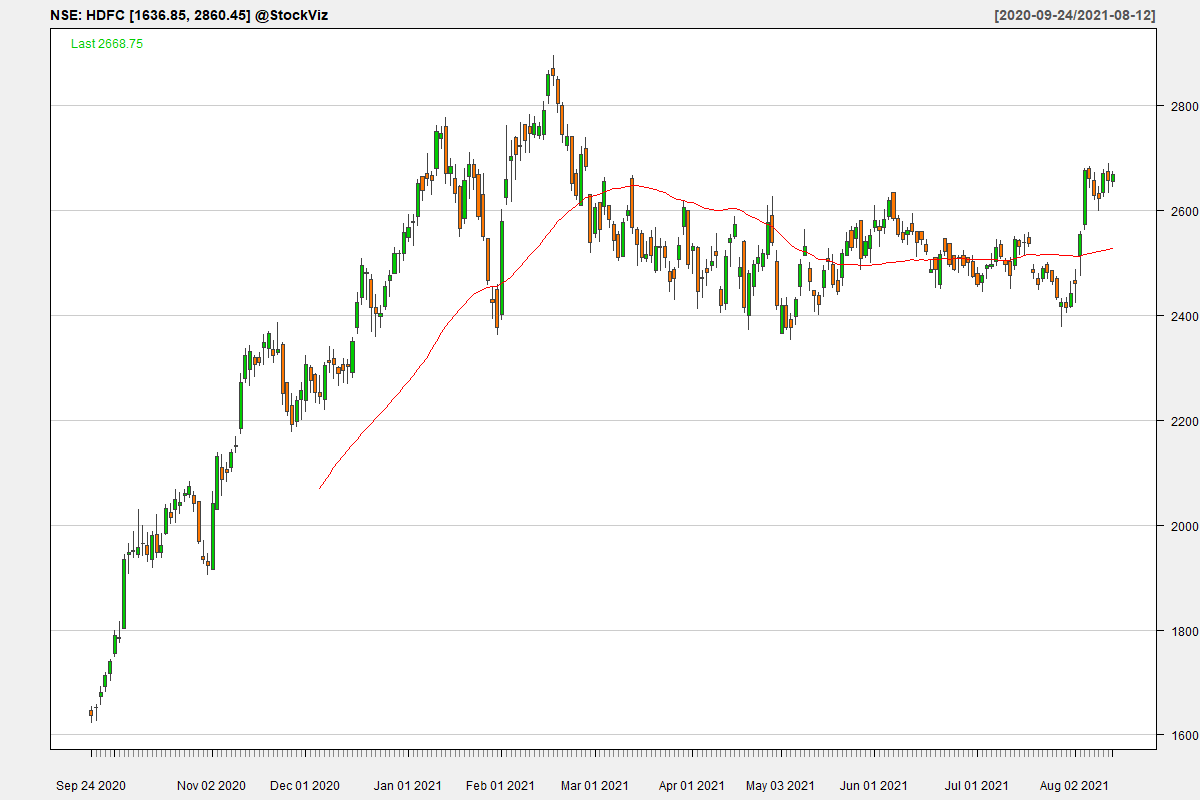 NSE: HDFC [1636.85, 2860.45] @StockViz
[2020-09-24/2021-08-12]
Last 2668.75
2800
2600
2400
2200
2000
1800
1600
Sep 24 2020 Nov 02 2020 Dec 01 2020 Jan 01 2021 Feb 01 2021 Mar 01 2021 Apr 01 2021 May 03 2021 Jun 01 2021 Jul 01 2021 Aug 02 2021